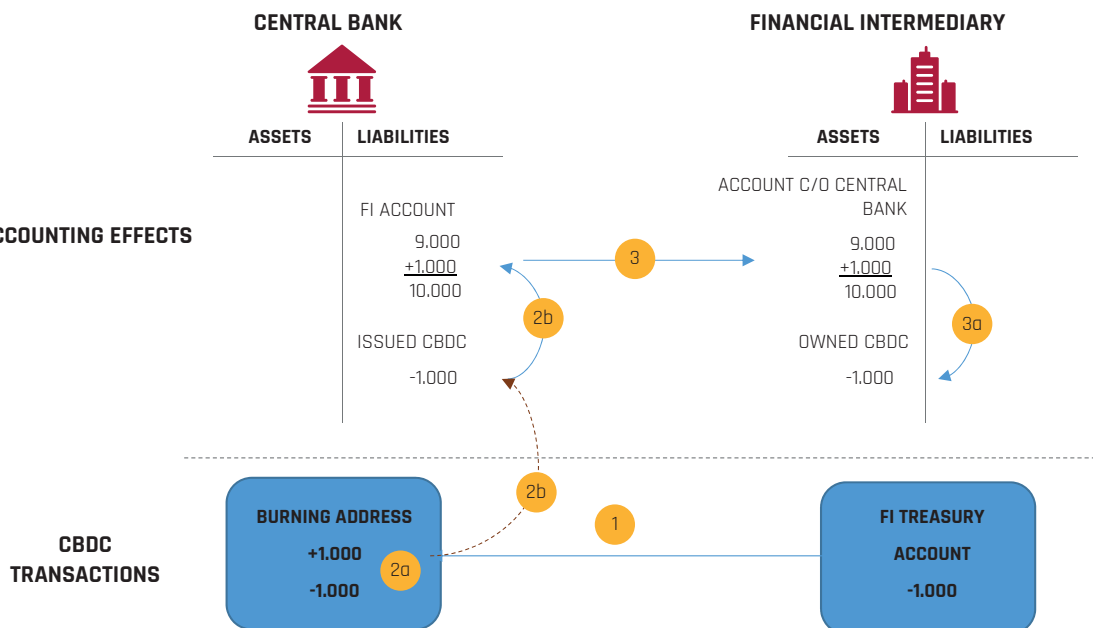 CENTRAL BANK
FINANCIAL INTERMEDIARY
ASSETS
LIABILITIES
ASSETS
LIABILITIES
CCOUNTING EFFECTS
FI ACCOUNT
9.000
+1.000
10.000
ISSUED CBDC
-1.000
3
2b
ACCOUNT C/O CENTRAL
BANK
9.000
+1.000
10.000
OWNED CBDC
-1.000
3a
CBDC
TRANSACTIONS
BURNING ADDRESS
+1.000
-1.000
2a
2b
1
FI TREASURY
ACCOUNT
-1.000